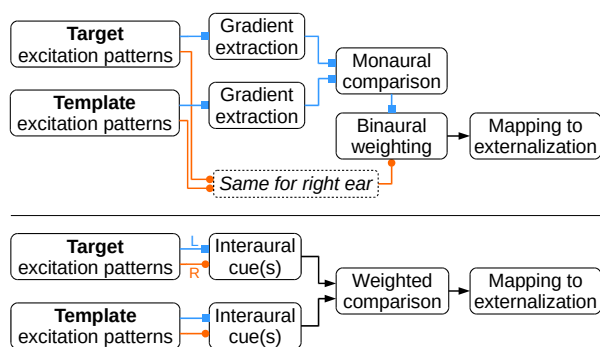 Target
excitation patterns
Gradient
extraction
Monaural
comparison
Template
excitation patterns
Gradient
extraction
Binaural
weighting
Mapping to
externalization
Same for right ear
Target
excitation patterns
L
R
Interaural
cue(s)
Weighted
comparison
Mapping to
externalization
Template
excitation patterns
Interaural
cue(s)